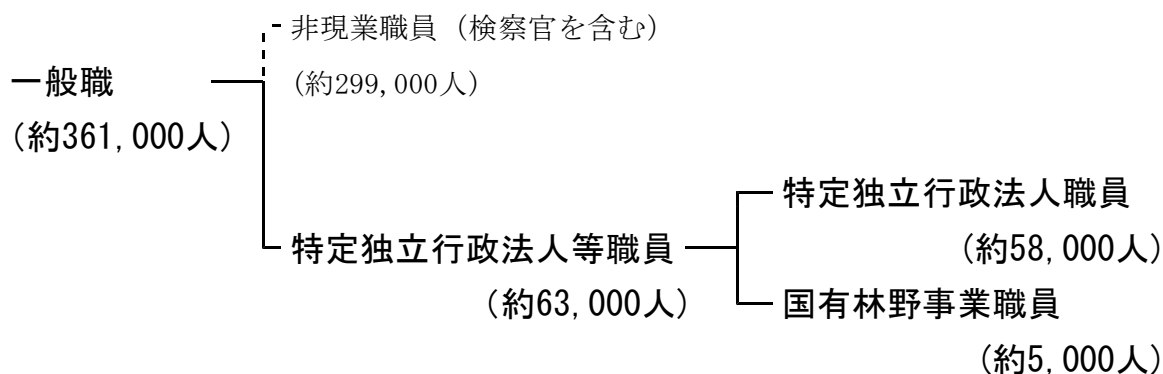 非現業職員（検察官を含む）
一般職
（約299,000人）
（約361,000人）
特定独立行政法人職員
特定独立行政法人等職員
（約58,000人）
（約63,000人）
国有林野事業職員
（約5,000人）